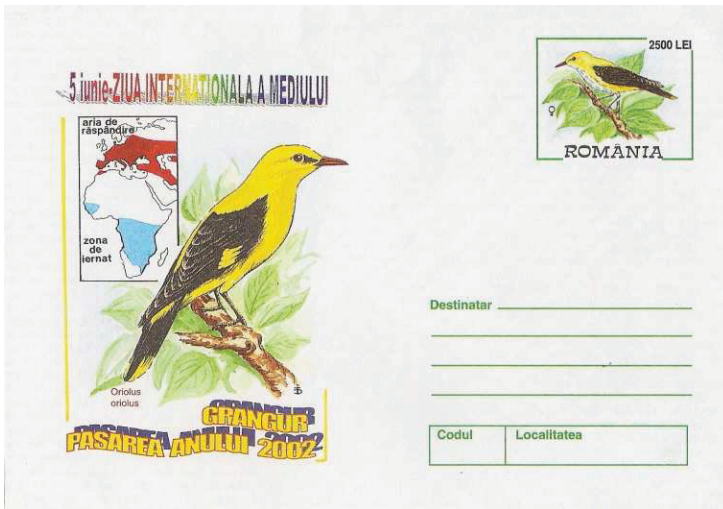 5 iunie-ZIUA INTERNATIONALA A MEDIULUI
aria de
răspândire
zona
de
iernat
Oriolus
oriolus
GRANGUR
PASAREA ANULUI 2002
2500 LEI
♀
ROMÂNIA
Destinatar
Codul
Localitatea